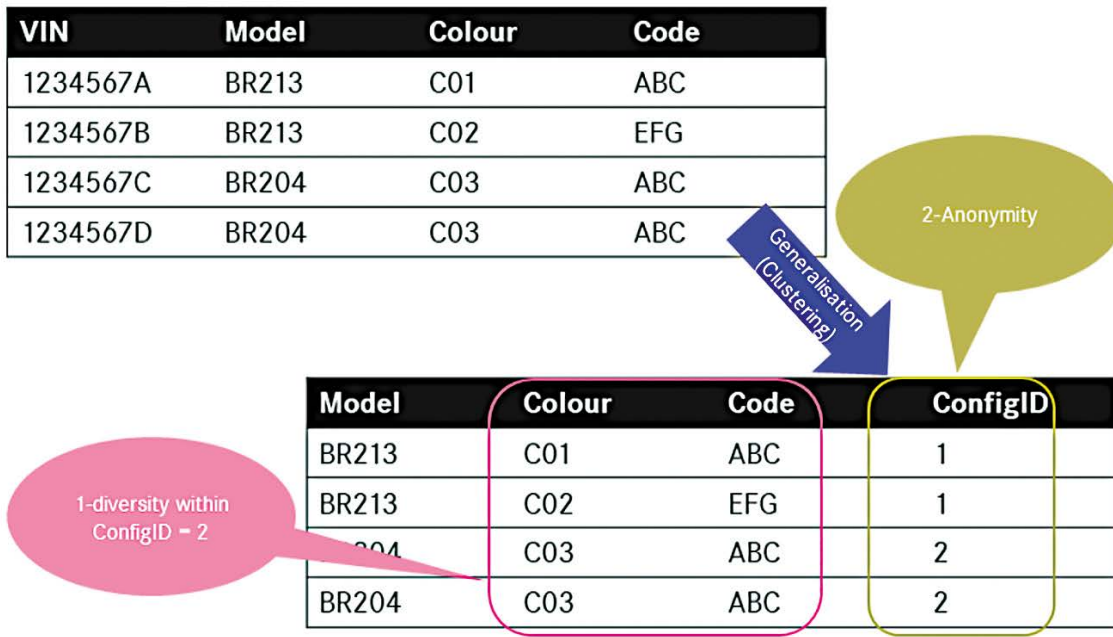 VIN Model Colour Code
1234567A BR213 C01 ABC
1234567B BR213 C02 EFG
1234567C BR204 C03 ABC
1234567D BR204 C03 ABC
Generalisation
(Clustering)
2-Anonymity
Model Colour Code ConfigID
BR213 C01 ABC 1
BR213 C02 EFG 1
C03 ABC 2
BR204 C03 ABC 2
1-diversity within
ConfigID = 2